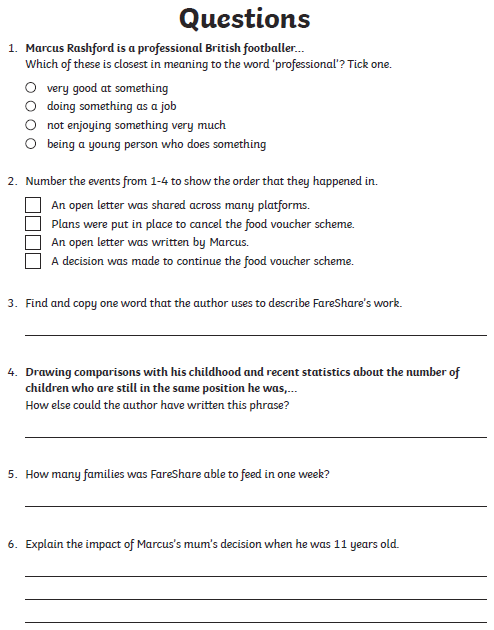 Questions
1. Marcus Rashford is a professional British footballer...
Which of these is closest in meaning to the word ‘professional’? Tick one.
very good at something
doing something as a job
not enjoying something very much
being a young person who does something
2. Number the events from 1-4 to show the order that they happened in.
An open letter was shared across many platforms.
Plans were put in place to cancel the food voucher scheme.
An open letter was written by Marcus.
A decision was made to continue the food voucher scheme.
3. Find and copy one word that the author uses to describe FareShare’s work.
4. Drawing comparisons with his childhood and recent statistics about the number of
children who are still in the same position he was,...
How else could the author have written this phrase?
5. How many families was FareShare able to feed in one week?
6. Explain the impact of Marcus’s mum’s decision when he was 11 years old.